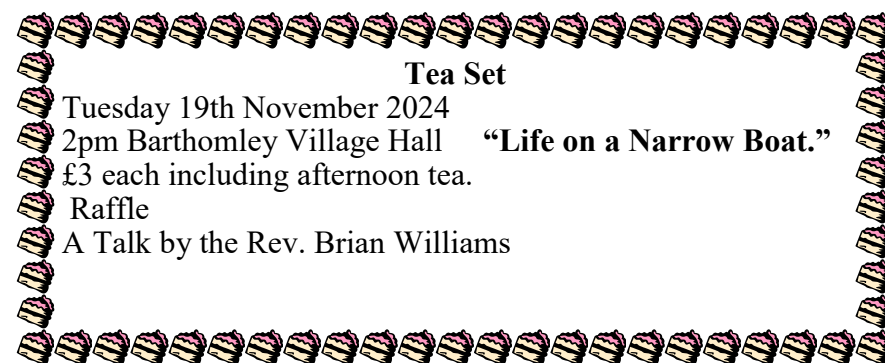 Tea Set
Tuesday 19th November 2024
2pm Barthomley Village Hall “Life on a Narrow Boat.”
£3 each including afternoon tea.
Raffle
A Talk by the Rev. Brian Williams